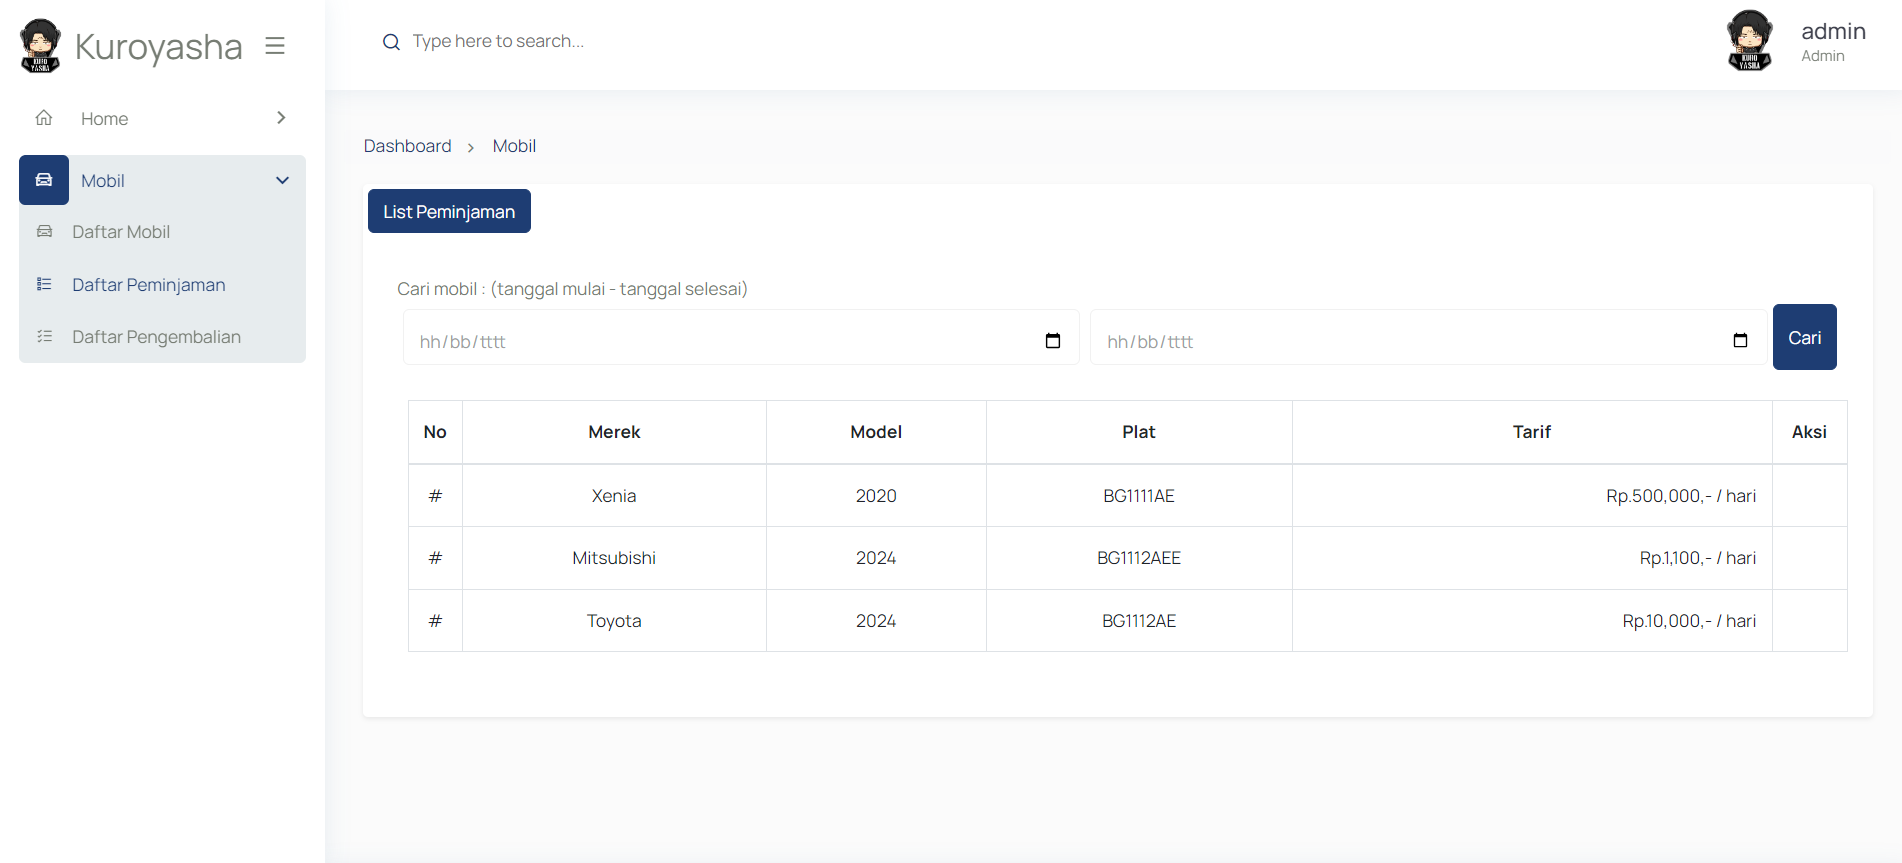 Kuroyasha
KURO
YASHA
Type here to search...
KURO
YASHA
admin
Admin
Home
Mobil
Daftar Mobil
Daftar Peminjaman
Daftar Pengembalian
Dashboard > Mobil
List Peminjaman
Cari mobil : (tanggal mulai - tanggal selesai)
hh/bb/tttt hh/bb/tttt Cari
No Merek Model Plat Tarif Aksi
# Xenia 2020 BG1111AE Rp.500,000,- / hari
# Mitsubishi 2024 BG1112AEE Rp.1,100,- / hari
# Toyota 2024 BG1112AE Rp.10,000,- / hari